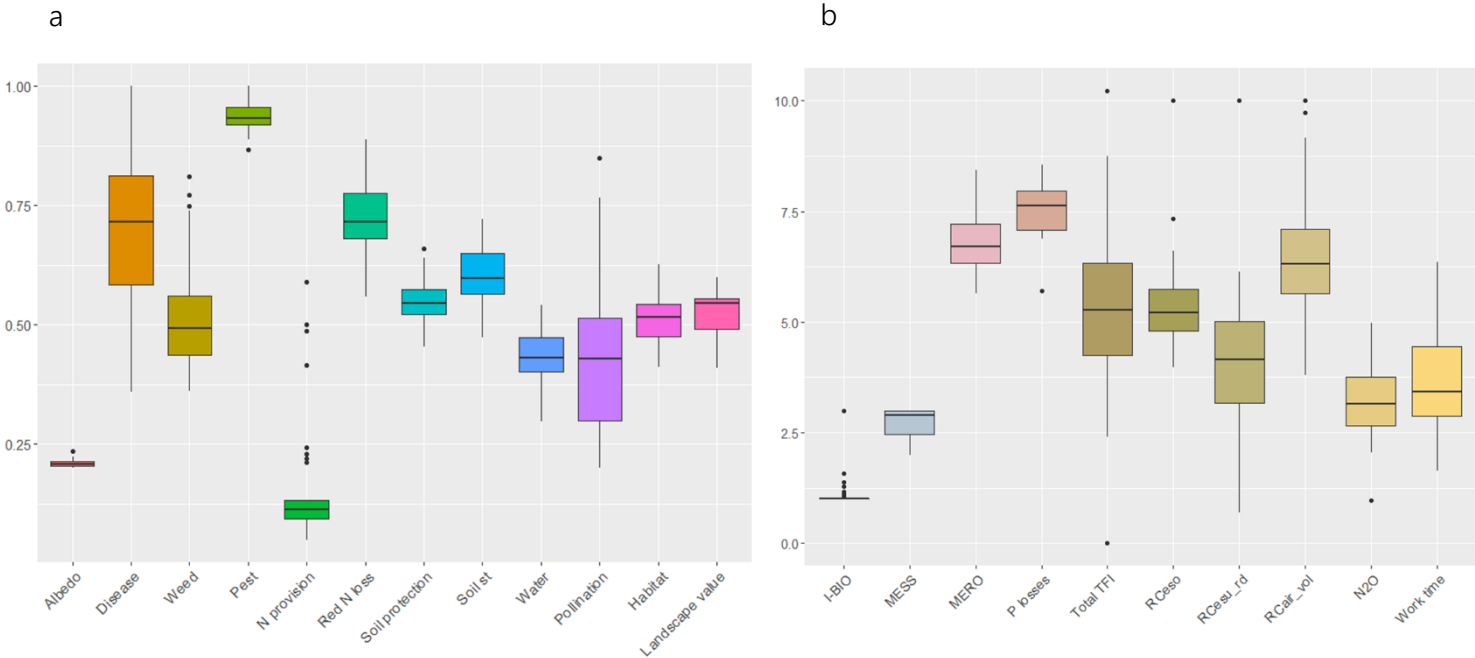 a
b
1.00
0.75
0.50
0.25
Albedo
Disease
Weed
Pest
N provision
Red N loss
Soil protection
Soil st
Water
Pollination
Habitat
Landscape value
10.0
7.5
5.0
2.5
0.0
I-BIO
MESS
MERO
P losses
Total TFI
RCeso
RCesu_rd
RCair_vol
N2O
Work time